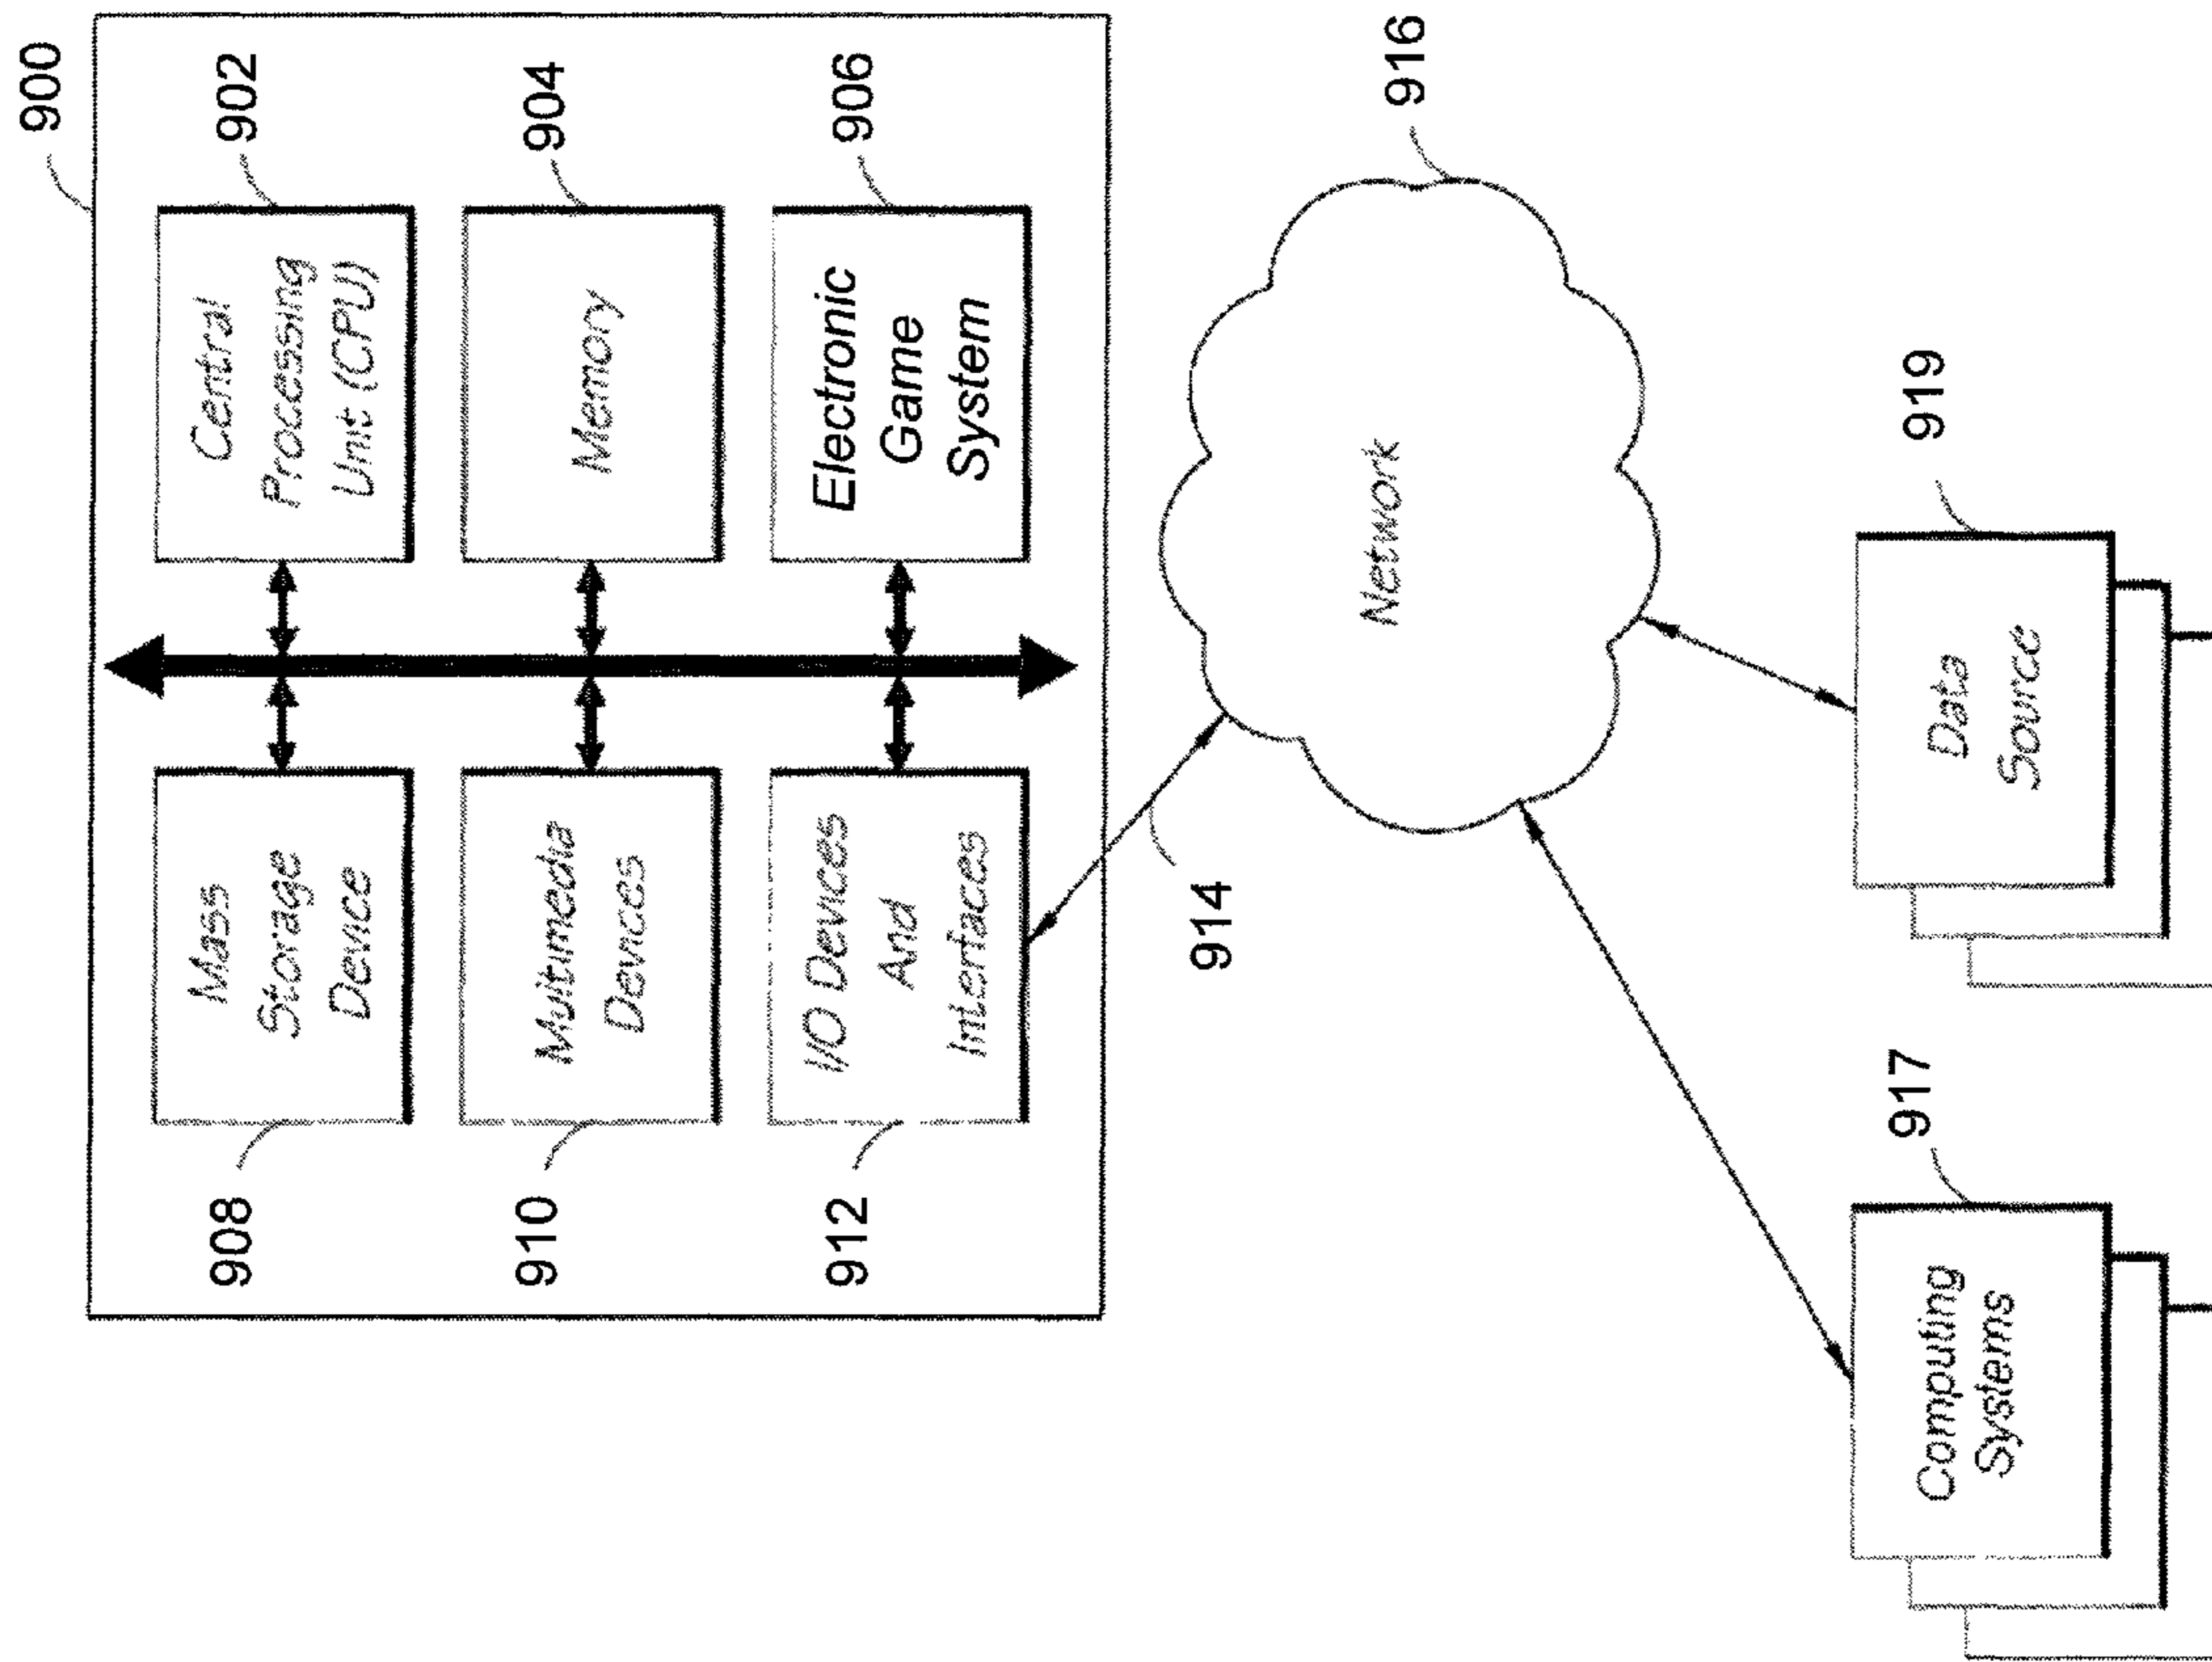 900
908
Mass
Storage
Device
Central
Processing
Unit (CPU)
902
910
Multimedia
Devices
Memory
904
912
I/O Devices
And
Interfaces
Electronic
Game
System
906
914
Network
916
917
Computing
Systems
919
Data
Source